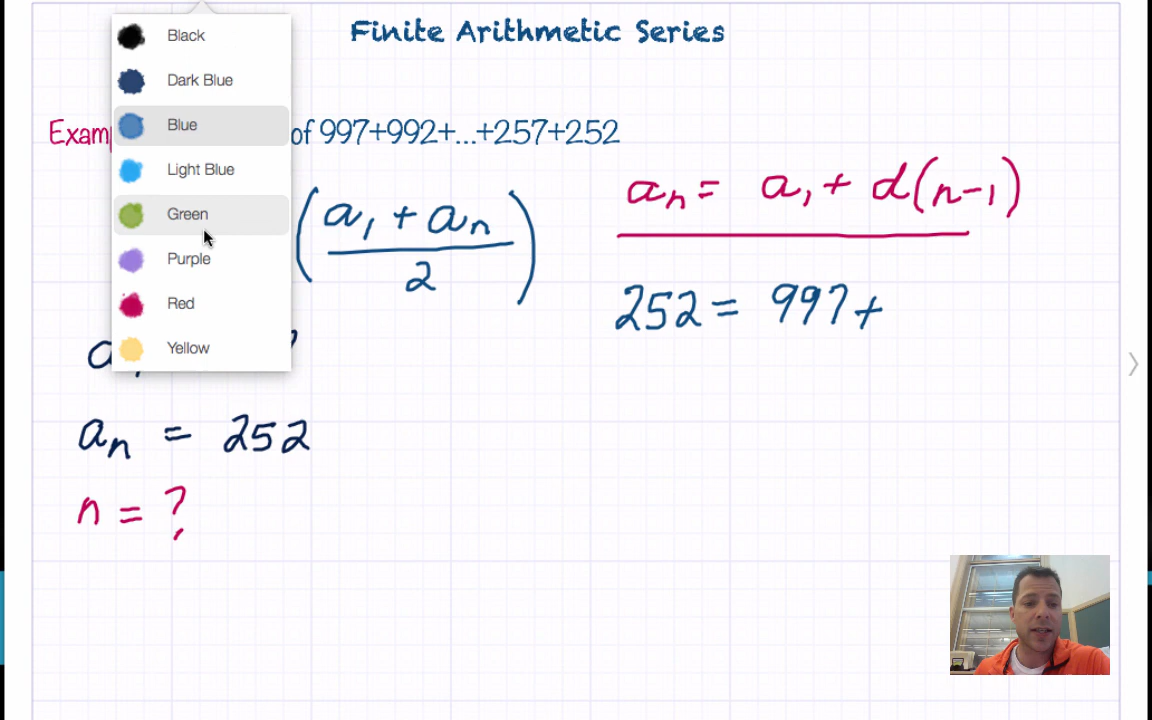 Finite Arithmetic Series
Black
Dark Blue
Blue
Light Blue
Green
Purple
Red
Yellow
Exam of 997+992+...+257+252
(a₁ + aₙ / 2)
aₙ = 252
n = ?
aₙ = a₁ + d(n-1)
252 = 997+